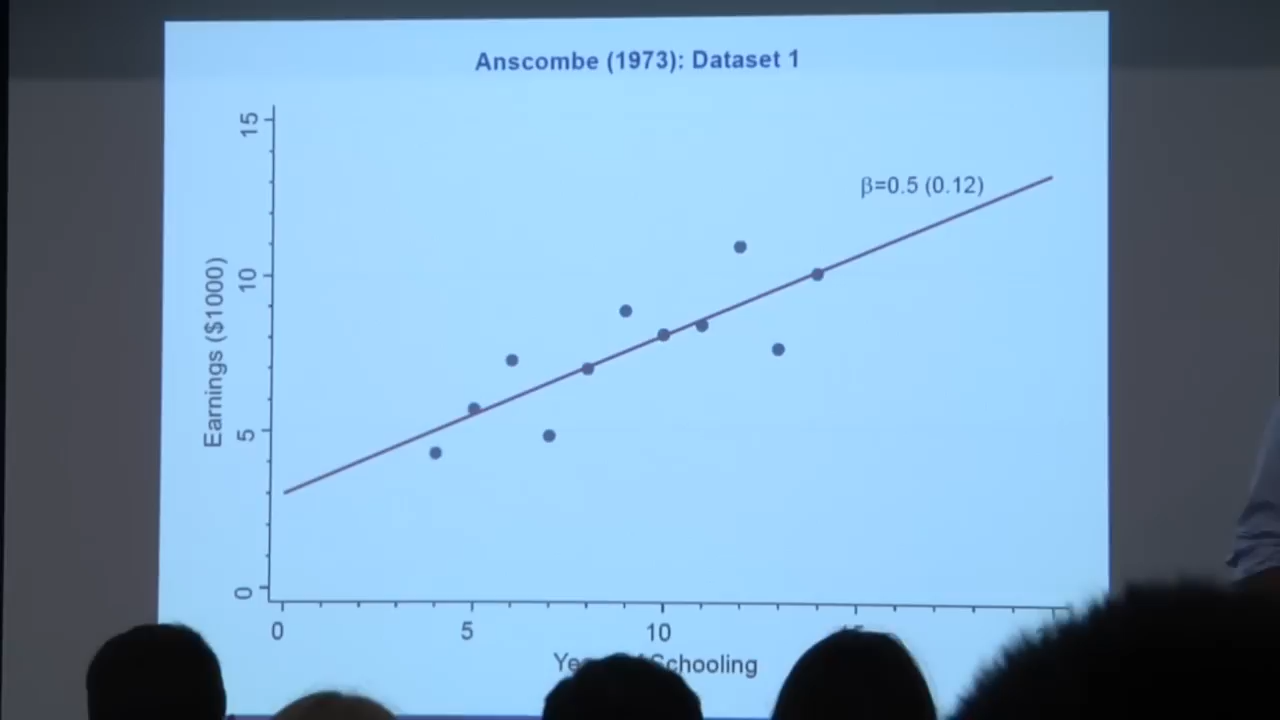 Anscombe (1973): Dataset 1
15
10
5
0
Earnings ($1000)
β=0.5 (0.12)
0
5
10
Schooling